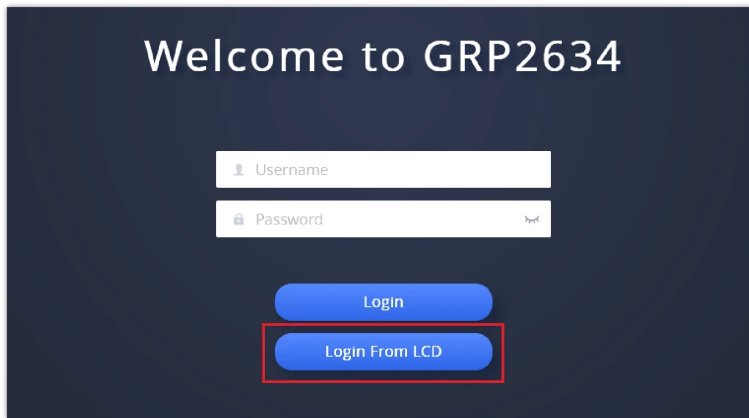 Welcome to GRP2634
Username
Password
Login
Login From LCD